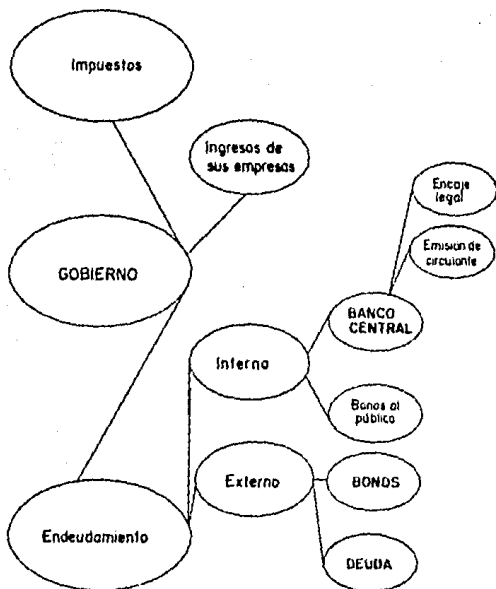 Impuestos
Ingresos de
sus empresas
Encaje
legal
Emisión de
circulante
GOBIERNO
BANCO
CENTRAL
Interno
Bonos al
público
Externo
BONOS
Endeudamiento
DEUDA